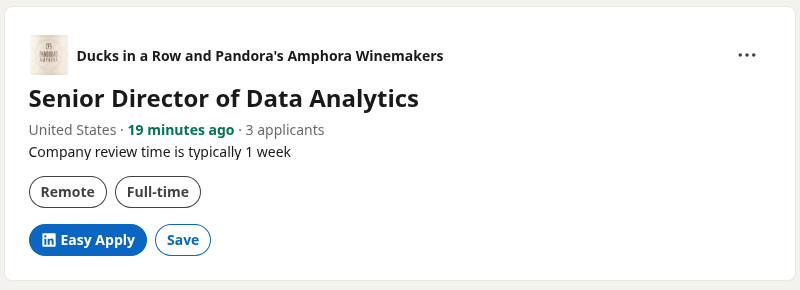 Ducks in a Row and Pandora's Amphora Winemakers
Senior Director of Data Analytics
United States · 19 minutes ago · 3 applicants
Company review time is typically 1 week
Remote
Full-time
in Easy Apply
Save